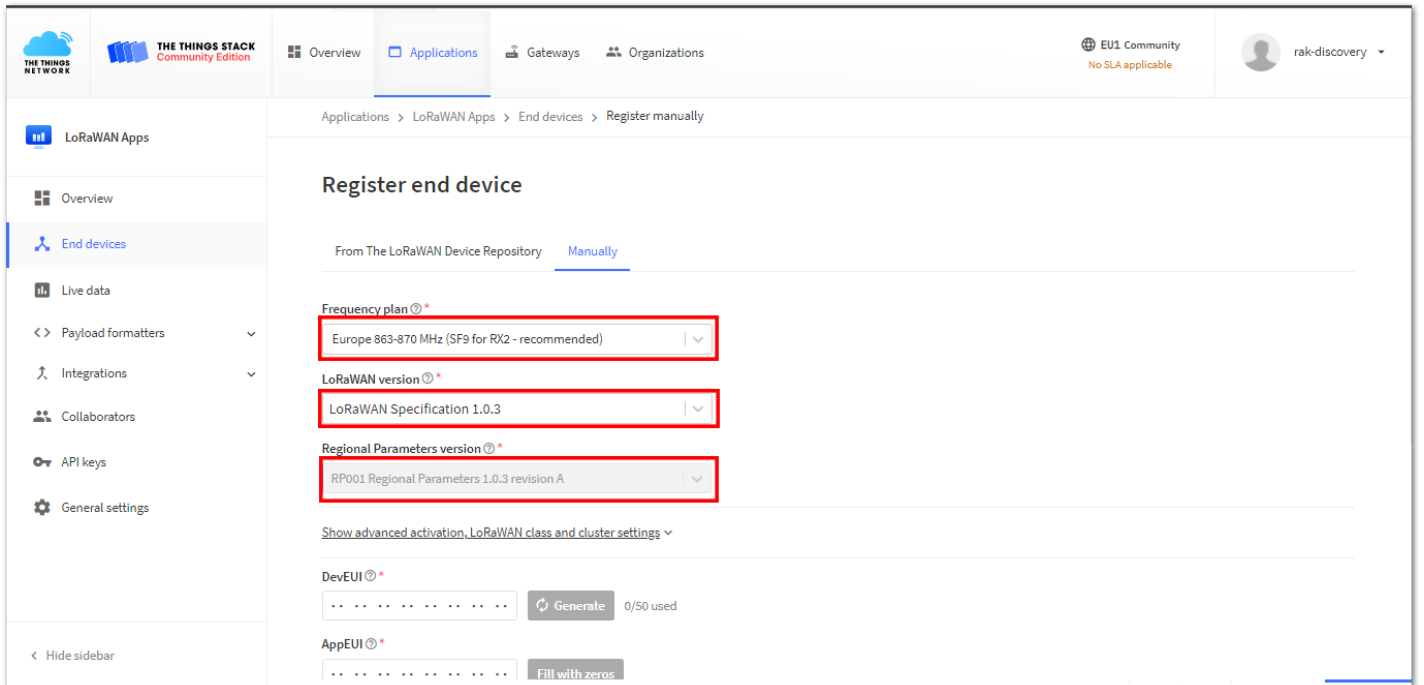 THE THINGS NETWORK
THE THINGS STACK
Community Edition
Overview
Applications
Gateways
Organizations
EU1 Community
No SLA applicable
rak-discovery
LoRaWAN Apps
Overview
End devices
Live data
Payload formatters
Integrations
Collaborators
API keys
General settings
Hide sidebar
Applications > LoRaWAN Apps > End devices > Register manually
Register end device
From The LoRaWAN Device Repository
Manually
Frequency plan *
Europe 863-870 MHz (SF9 for RX2 - recommended)
LoRaWAN version *
LoRaWAN Specification 1.0.3
Regional Parameters version *
RP001 Regional Parameters 1.0.3 revision A
Show advanced activation, LoRaWAN class and cluster settings
DevEUI *
·· ·· ·· ·· ·· ·· ·· ··
Generate
0/50 used
AppEUI *
·· ·· ·· ·· ·· ·· ·· ··
Fill with zeros